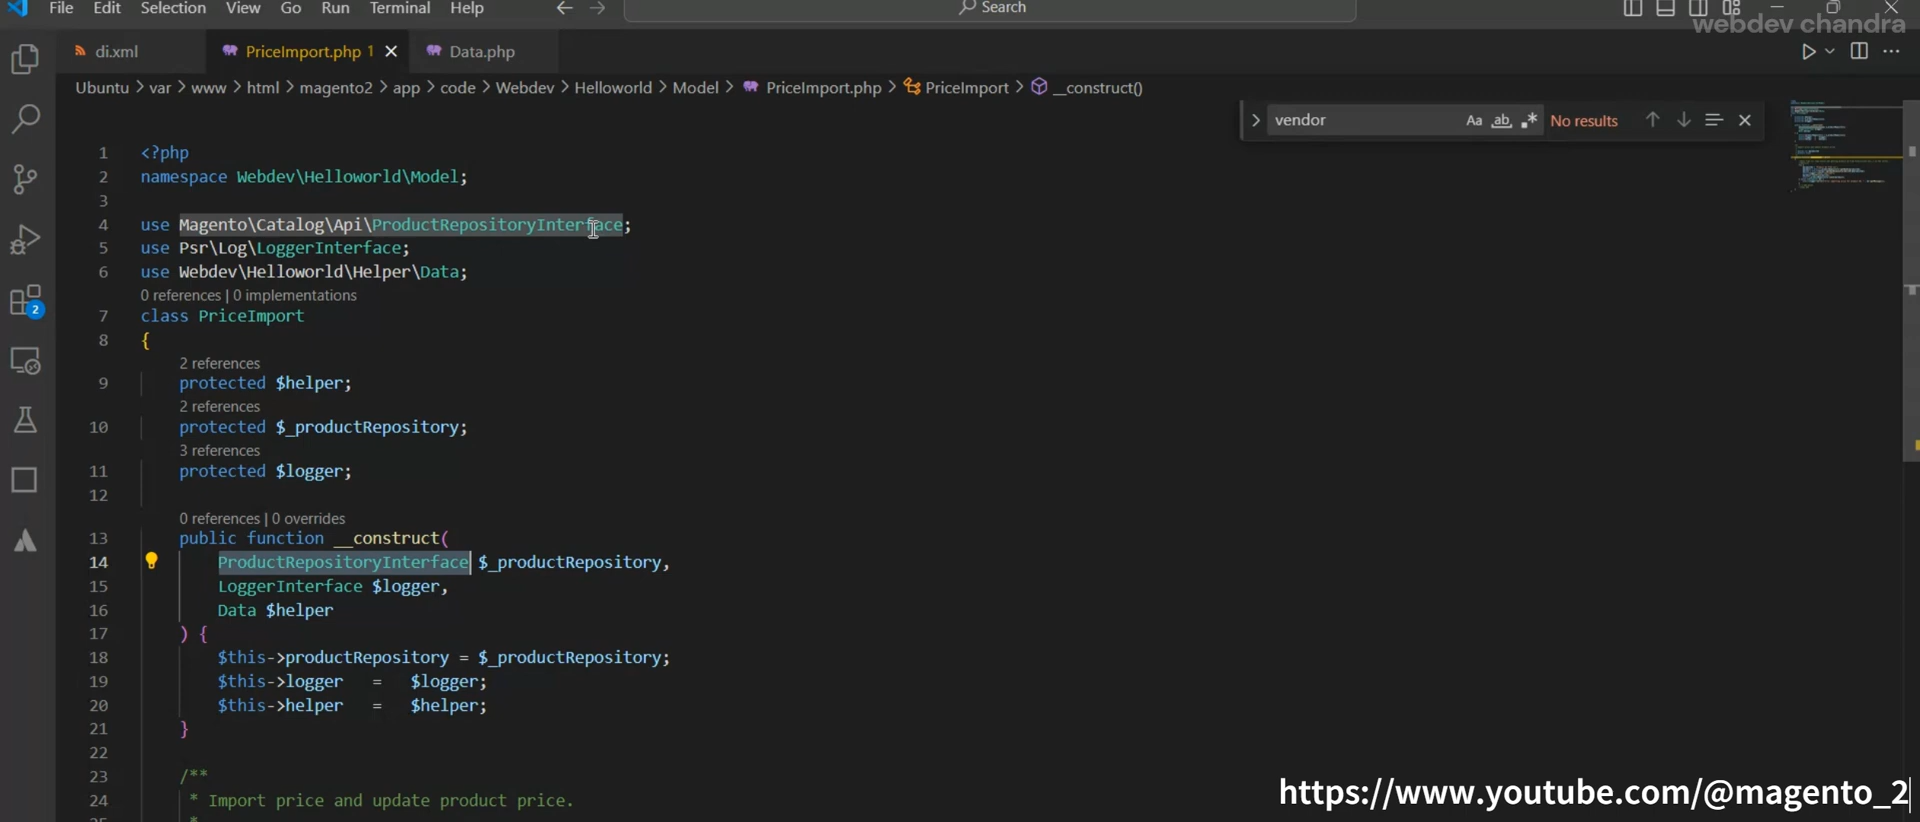 File Edit Selection View Go Run Terminal Help Search
webdev chandra
di.xml PriceImport.php 1 Data.php
Ubuntu > var > www > html > magento2 > app > code > Webdev > Helloworld > Model > PriceImport.php > PriceImport > __construct()
vendor Aa ab No results
1 <?php
2 namespace Webdev\Helloworld\Model;
3
4 use Magento\Catalog\Api\ProductRepositoryInterface;
5 use Psr\Log\LoggerInterface;
6 use Webdev\Helloworld\Helper\Data;
0 references | 0 implementations
7 class PriceImport
8 {
2 references
9 protected $helper;
2 references
10 protected $_productRepository;
3 references
11 protected $logger;
12
0 references | 0 overrides
13 public function __construct(
14 ProductRepositoryInterface $_productRepository,
15 LoggerInterface $logger,
16 Data $helper
17 ) {
18 $this->productRepository = $_productRepository;
19 $this->logger = $logger;
20 $this->helper = $helper;
21 }
22
23 /**
24 * Import price and update product price.
2
https://www.youtube.com/@magento_2